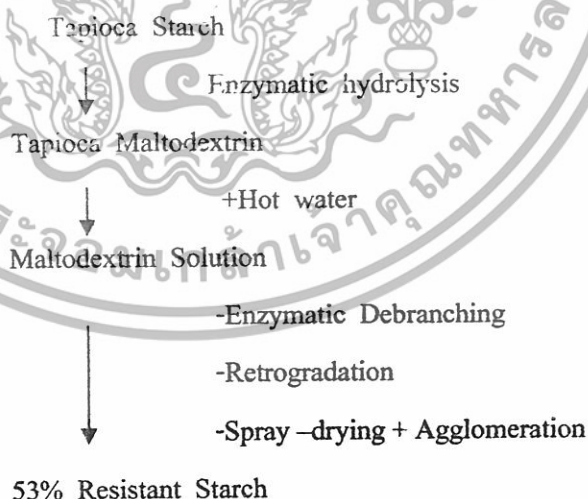 Tapioca Starch
Enzymatic hydrolysis
Tapioca Maltodextrin
+Hot water
Maltodextrin Solution
-Enzymatic Debranching
-Retrogradation
-Spray –drying + Agglomeration
53% Resistant Starch